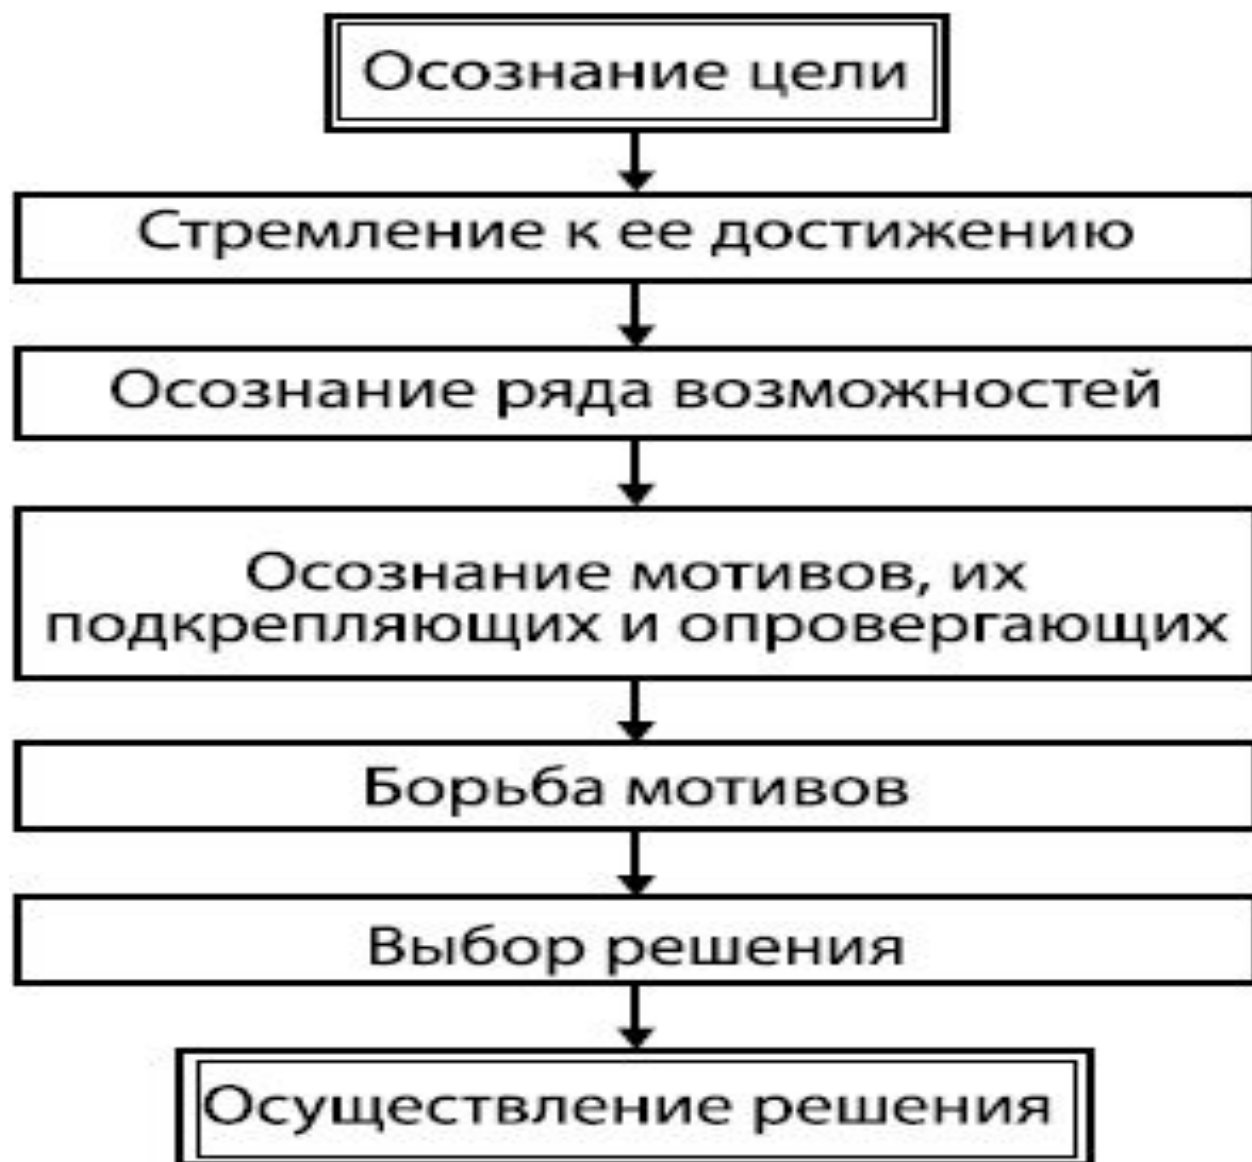 Осознание цели
Стремление к ее достижению
Осознание ряда возможностей
Осознание мотивов, их
подкрепляющих и опровергающих
Борьба мотивов
Выбор решения
Осуществление решения